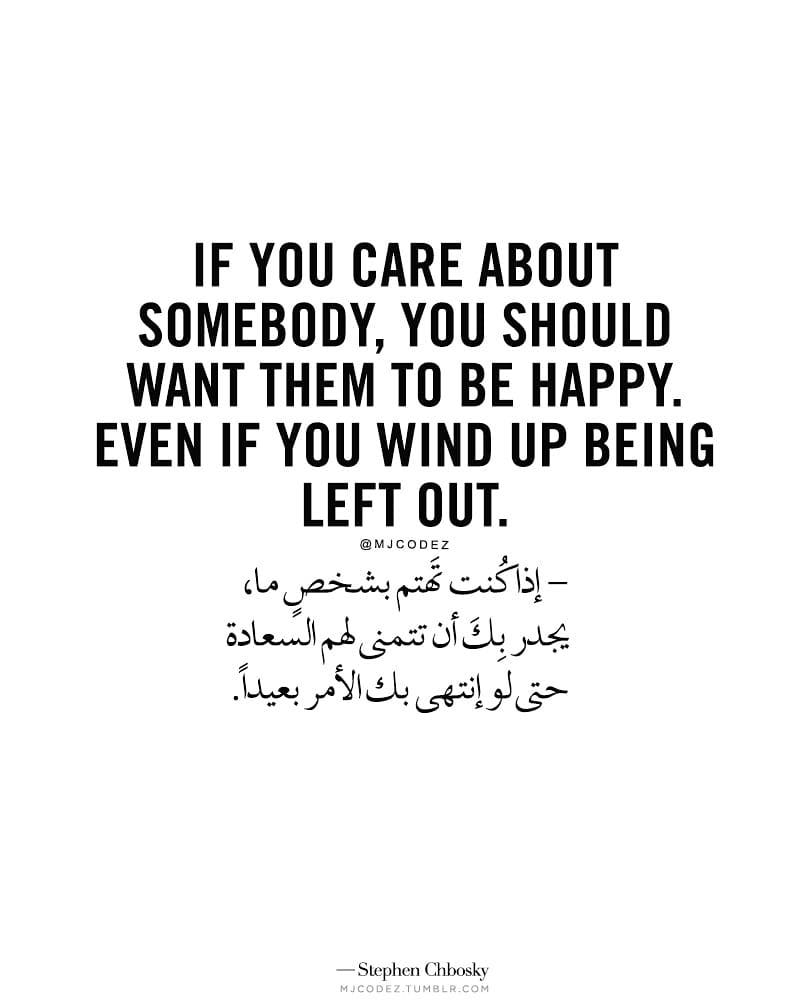 IF YOU CARE ABOUT
SOMEBODY, YOU SHOULD
WANT THEM TO BE HAPPY.
EVEN IF YOU WIND UP BEING
LEFT OUT.
@MJCODEZ
– إذا كُنت تَهتم بشخصٍ ما،
يجدر بِكَ أن تتمنى لهم السعادة
حتى لو إنتهى بك الأمر بعيداً.
— Stephen Chbosky
MJCODEZ.TUMBLR.COM